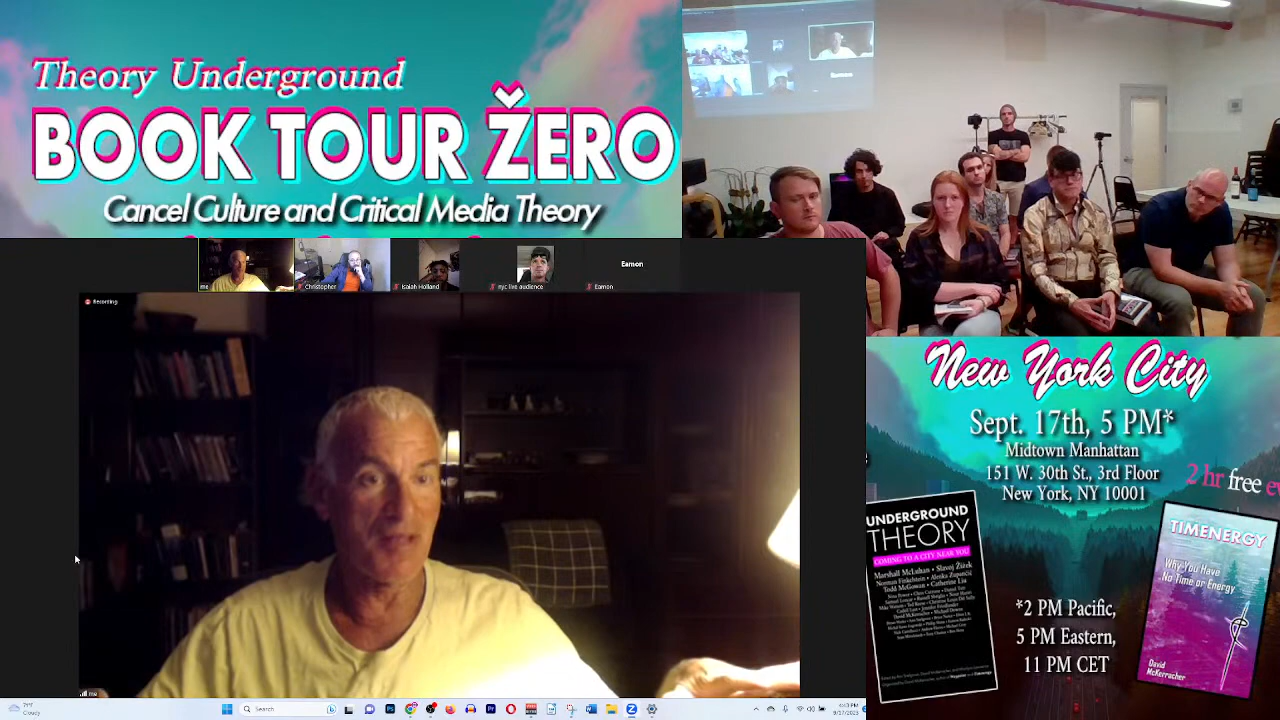 Theory Underground
BOOK TOUR ŽERO
Cancel Culture and Critical Media Theory
Eamon
me
Christopher
Isaiah Holland
nyc live audience
Eamon
Recording
me
New York City
Sept. 17th, 5 PM*
Midtown Manhattan
151 W. 30th St., 3rd Floor
New York, NY 10001
2 hr free
UNDERGROUND
THEORY
COMING TO A CITY NEAR YOU
Marshall McLuhan • Slavoj Žižek
Norman Finkelstein • Alenka Zupančič
Todd McGowan • Catherine Liu
TIMENERGY
Why You Have
No Time or Energy
David
McKerracher
*2 PM Pacific,
5 PM Eastern,
11 PM CET
Cloudy
Search